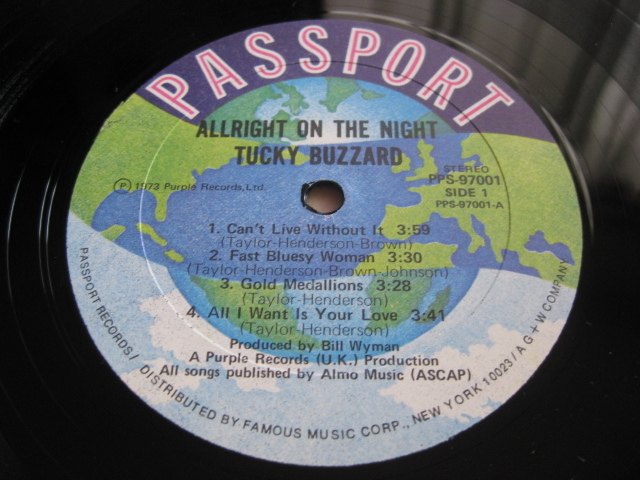 PASSPORT
ALLRIGHT ON THE NIGHT
TUCKY BUZZARD
Ⓟ 1973 Purple Records, Ltd.
STEREO
PPS-97001
SIDE 1
PPS-97001-A
1. Can't Live Without It 3:59
(Taylor-Henderson-Brown)
2. Fast Bluesy Woman 3:30
(Taylor-Henderson-Brown-Johnson)
3. Gold Medallions 3:28
(Taylor-Henderson)
4. All I Want Is Your Love 3:41
(Taylor-Henderson)
Produced by Bill Wyman
A Purple Records (U.K.) Production
All songs published by Almo Music (ASCAP)
PASSPORT RECORDS / DISTRIBUTED BY FAMOUS MUSIC CORP., NEW YORK 10023 / A G + W COMPANY